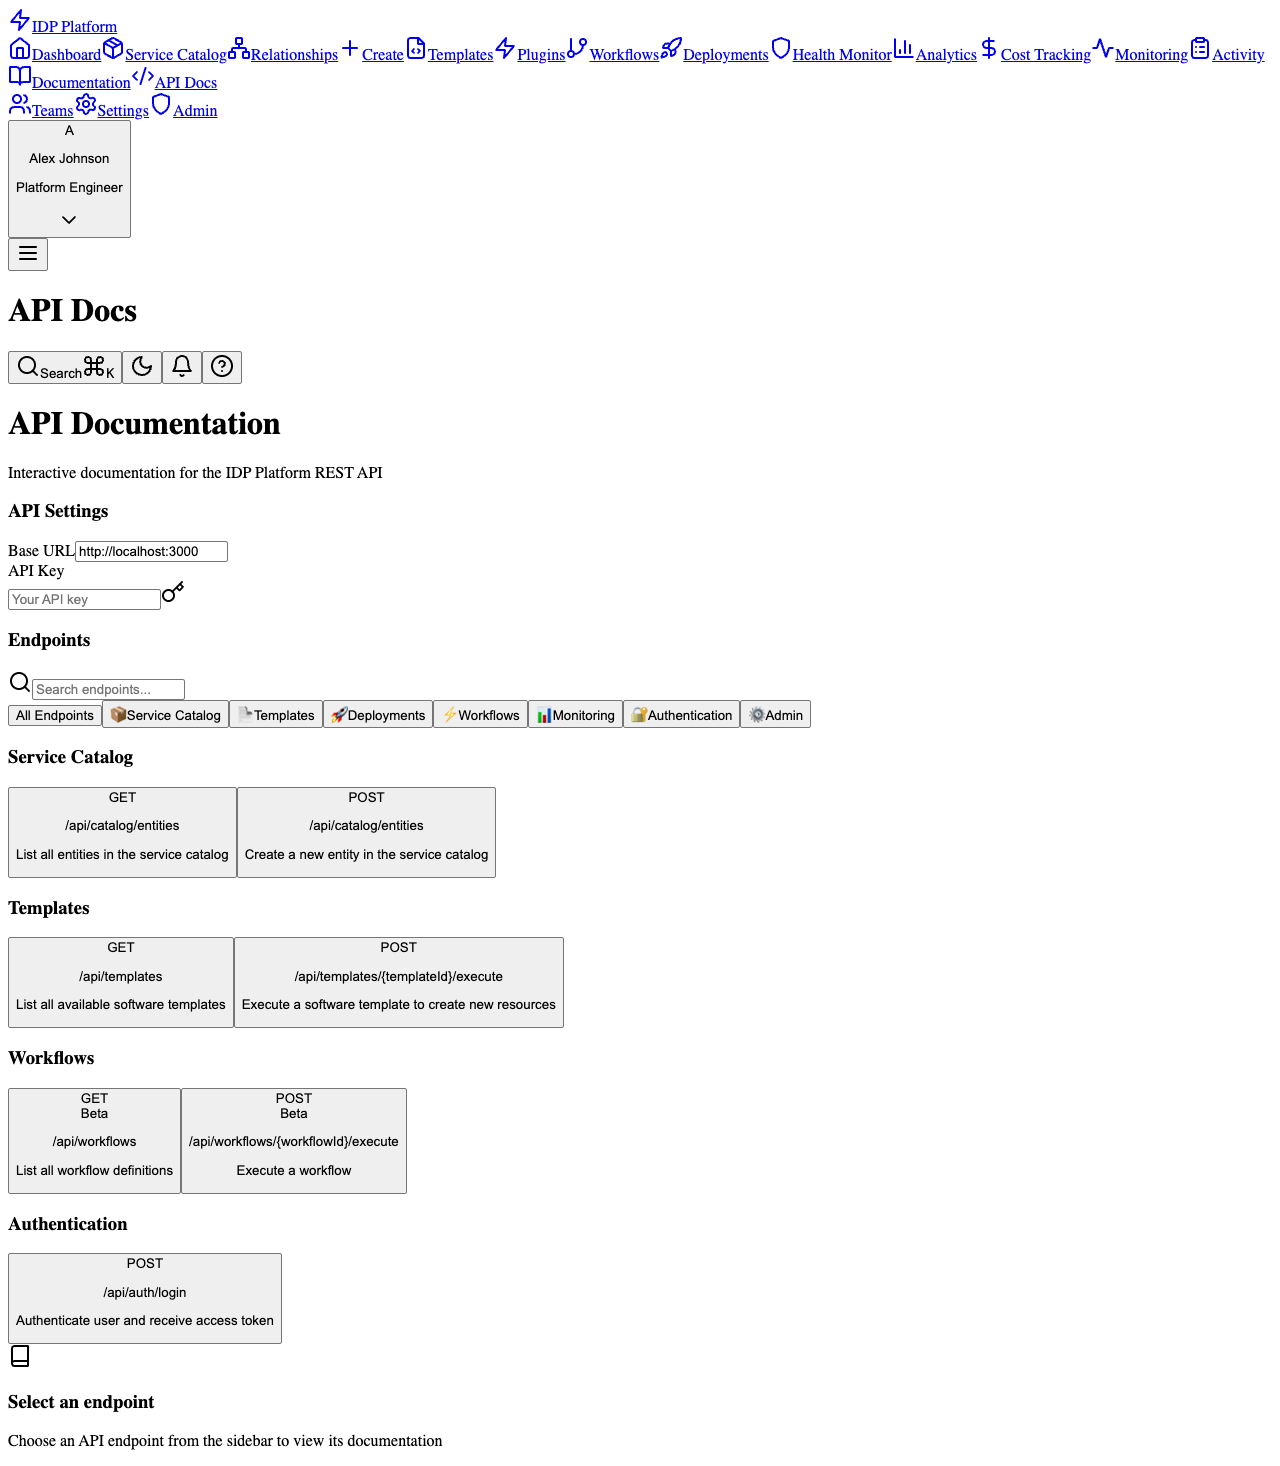 IDP Platform
Dashboard Service Catalog Relationships Create Templates Plugins Workflows Deployments Health Monitor Analytics Cost Tracking Monitoring Activity
Documentation API Docs
Teams Settings Admin
A
Alex Johnson
Platform Engineer
API Docs
Search ⌘ K
API Documentation
Interactive documentation for the IDP Platform REST API
API Settings
Base URL http://localhost:3000
API Key
Your API key
Endpoints
Search endpoints...
All Endpoints 📦Service Catalog Templates 🚀Deployments ⚡Workflows 📊Monitoring 🔐Authentication ⚙️Admin
Service Catalog
GET
/api/catalog/entities
List all entities in the service catalog
POST
/api/catalog/entities
Create a new entity in the service catalog
Templates
GET
/api/templates
List all available software templates
POST
/api/templates/{templateId}/execute
Execute a software template to create new resources
Workflows
GET
Beta
/api/workflows
List all workflow definitions
POST
Beta
/api/workflows/{workflowId}/execute
Execute a workflow
Authentication
POST
/api/auth/login
Authenticate user and receive access token
Select an endpoint
Choose an API endpoint from the sidebar to view its documentation